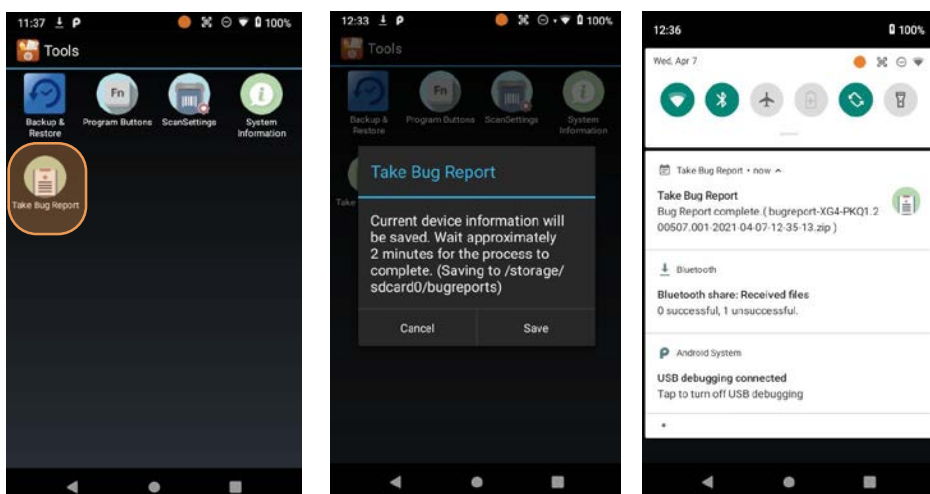 11:37
100%
Tools
Fn
Backup & Restore
Program Buttons
ScanSettings
System Information
Take Bug Report
12:33
100%
Tools
Fn
Backup & Restore
Program Buttons
ScanSettings
System Information
Take
Take Bug Report
Current device information will
be saved. Wait approximately
2 minutes for the process to
complete. (Saving to /storage/
sdcard0/bugreports)
Cancel
Save
12:36
100%
Wed, Apr 7
Take Bug Report • now
Take Bug Report
Bug Report complete.( bugreport-XG4-PKQ1.2
00507.001-2021-04-07-12-35-13.zip )
Bluetooth
Bluetooth share: Received files
0 successful, 1 unsuccessful.
Android System
USB debugging connected
Tap to turn off USB debugging